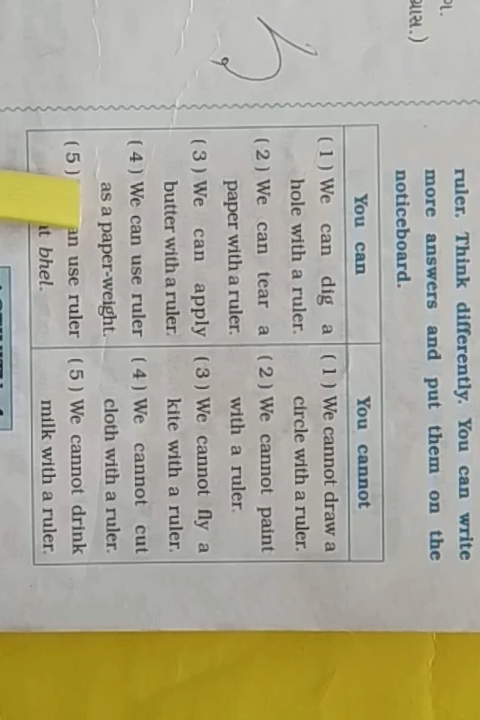 ગ.
ruler. Think differently. You can write
more answers and put them on the
noticeboard.
You can
You cannot
(1) We can dig a
hole with a ruler.
(2) We can tear a
paper with a ruler.
(3) We can apply
butter with a ruler.
(4) We can use ruler
as a paper-weight.
(5) an use ruler
at bhel.
(1) We cannot draw a
circle with a ruler.
(2) We cannot paint
with a ruler.
(3) We cannot fly a
kite with a ruler.
(4) We cannot cut
cloth with a ruler.
(5) We cannot drink
milk with a ruler.